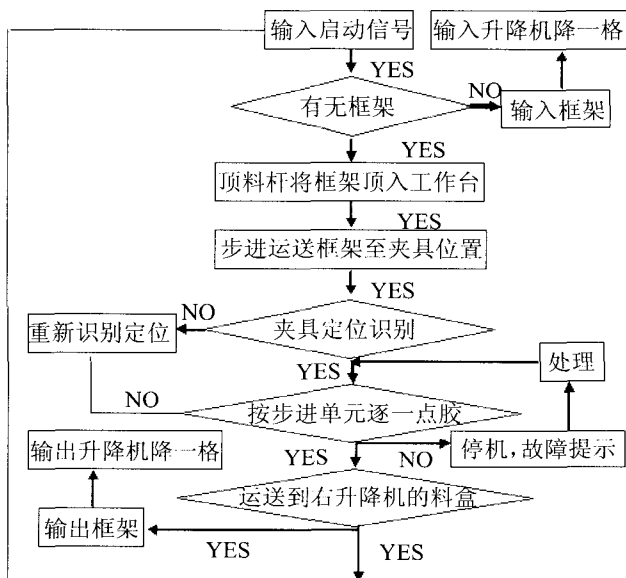 输入启动信号
输入升降机降一格
YES
NO
有无框架
输入框架
YES
顶料杆将框架顶入工作台
YES
步进运送框架至夹具位置
YES
NO
重新识别定位
夹具定位识别
处理
YES
NO
按步进单元逐一点胶
输出升降机降一格
YES
NO
停机，故障提示
运送到右升降机的料盒
输出框架
YES
YES